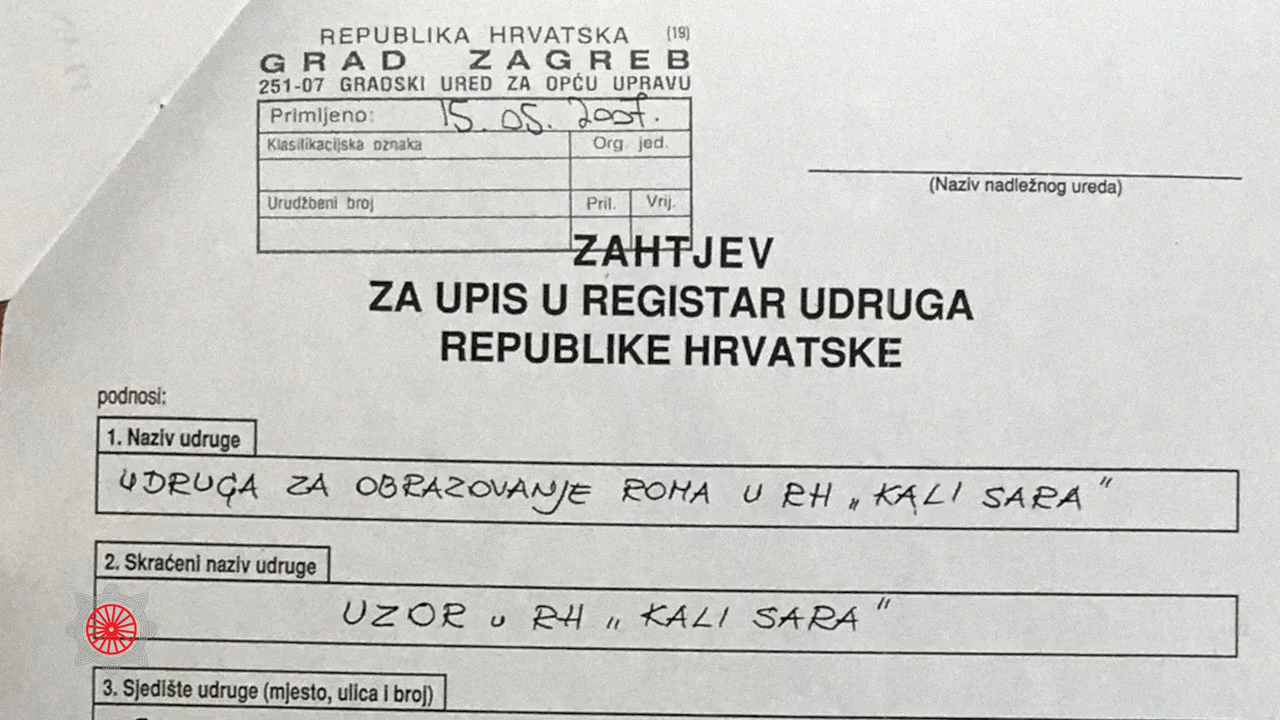 REPUBLIKA HRVATSKA (19)
GRAD ZAGREB
251-07 GRADSKI URED ZA OPĆU UPRAVU
Primljeno: 15. 05. 2007.
Klasifikacijska oznaka Org. jed.
Urudžbeni broj Pril. Vrij.
(Naziv nadležnog ureda)
ZAHTJEV
ZA UPIS U REGISTAR UDRUGA
REPUBLIKE HRVATSKE
podnosi:
1. Naziv udruge
UDRUGA ZA OBRAZOVANJE ROMA U RH „KALI SARA"
2. Skraćeni naziv udruge
UZOR u RH „KALI SARA"
3. Sjedište udruge (mjesto, ulica i broj)